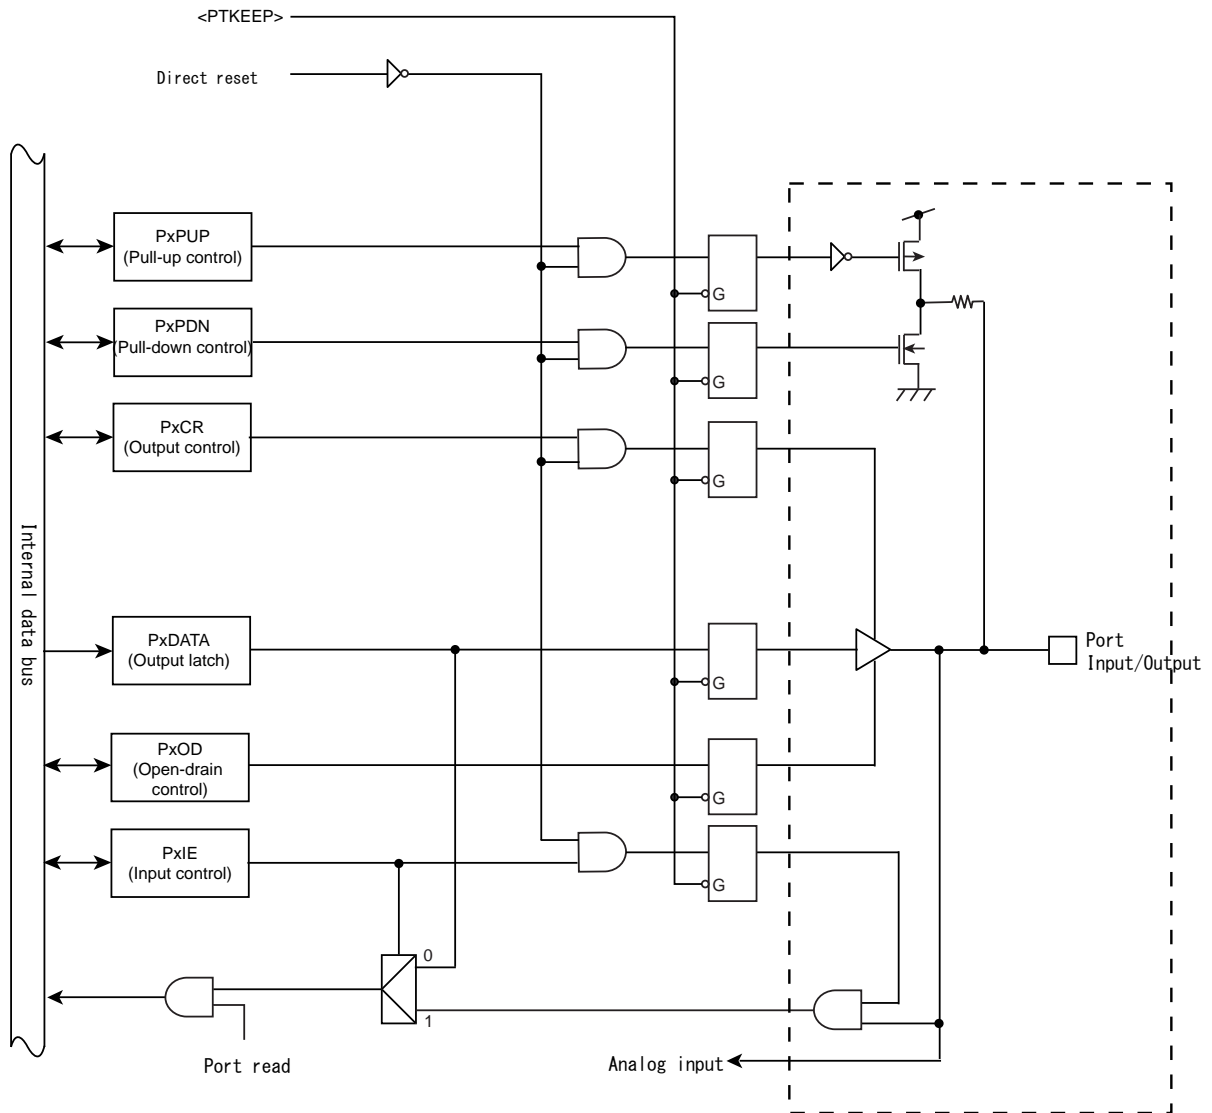 <PTKEEP>
Direct reset
PxPUP
(Pull-up control)
G
PxPDN
(Pull-down control)
G
PxCR
(Output control)
G
Internal data bus
PxDATA
(Output latch)
G
Port
Input/Output
PxOD
(Open-drain
control)
G
PxIE
(Input control)
G
0
1
Port read
Analog input